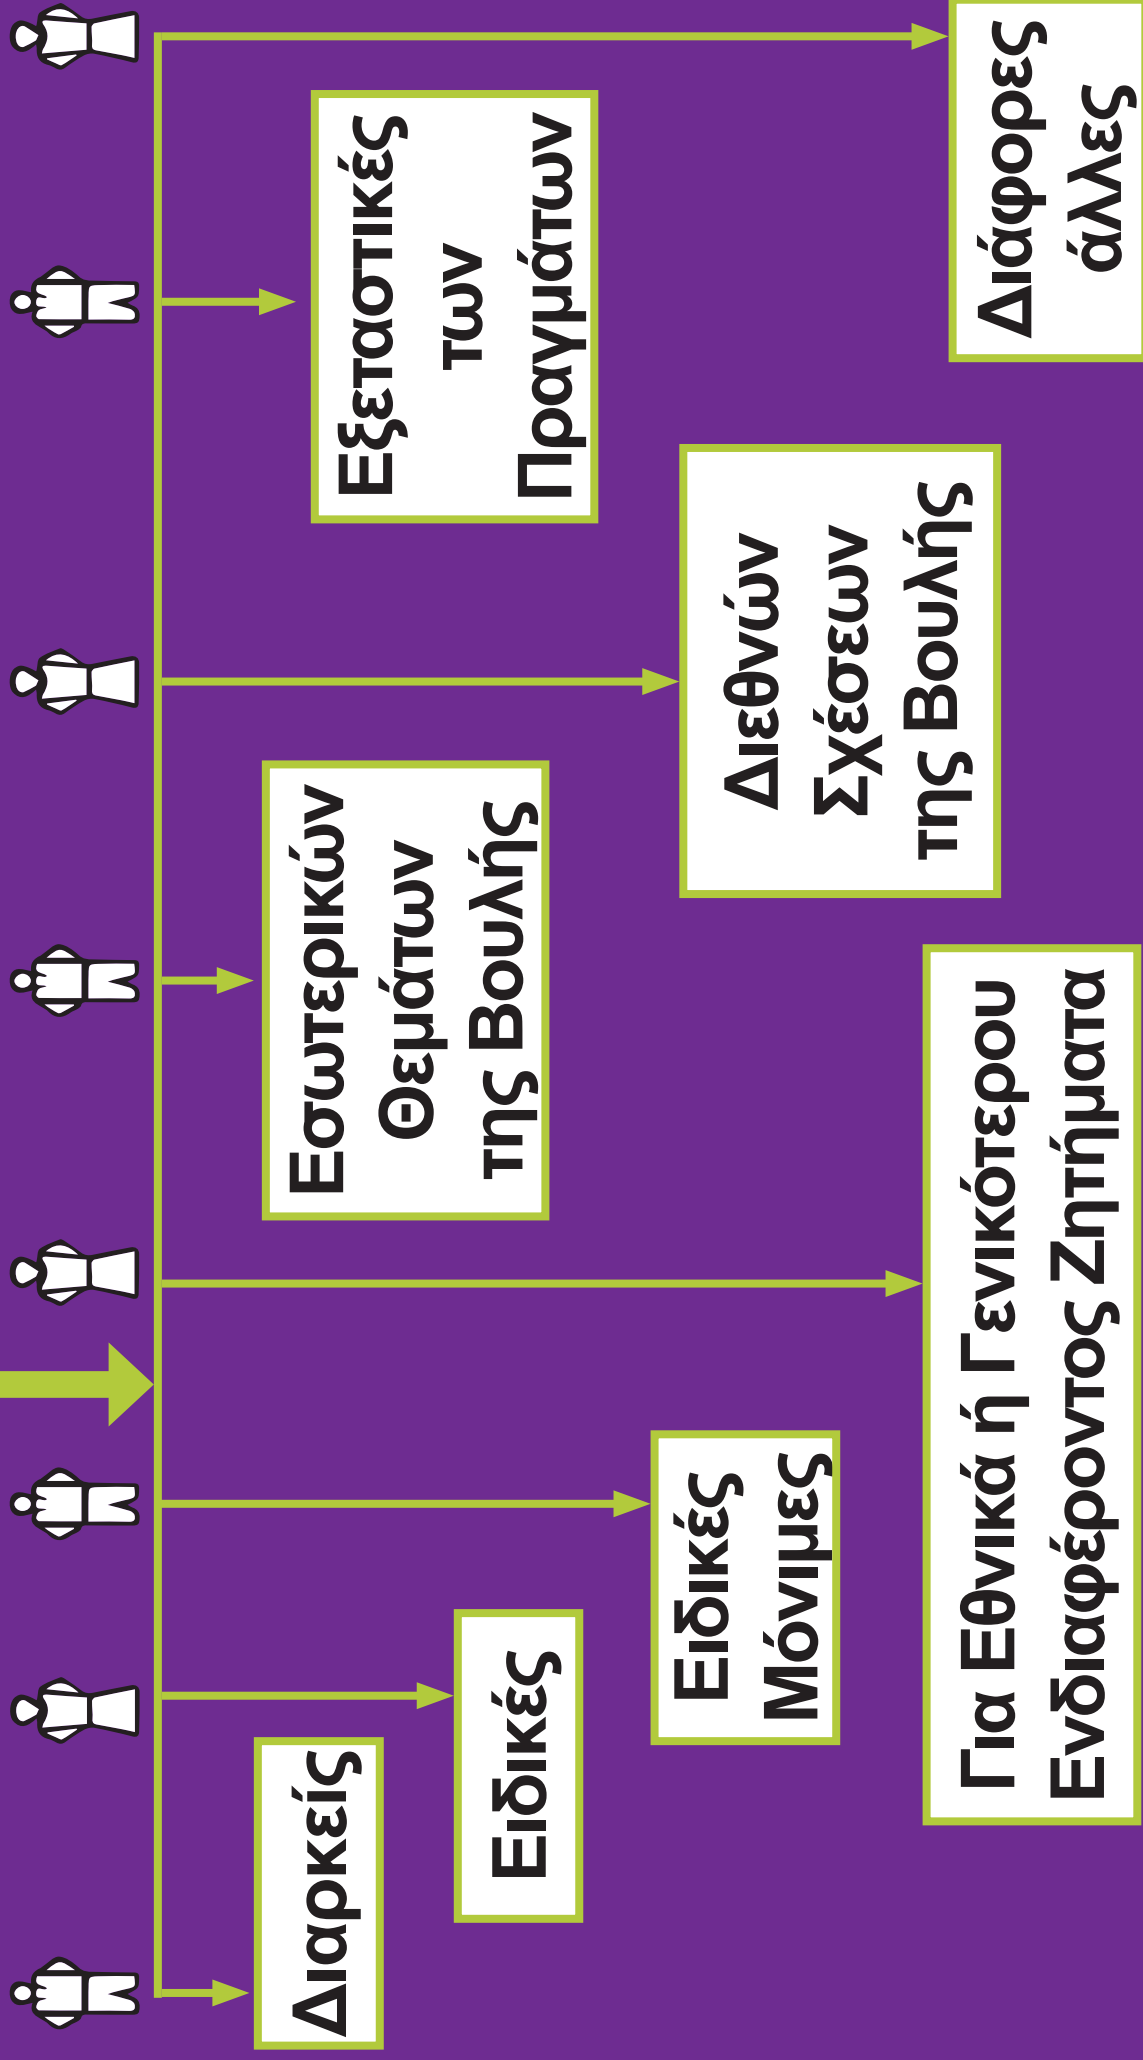 Διαρκείς
Ειδικές
Ειδικές
Μόνιμες
Για Εθνικά ή Γενικότερου
Ενδιαφέροντος Ζητήματα
Εσωτερικών
Θεμάτων
της Βουλής
Διεθνών
Σχέσεων
της Βουλής
Εξεταστικές
των
Πραγμάτων
Διάφορες
άλλες